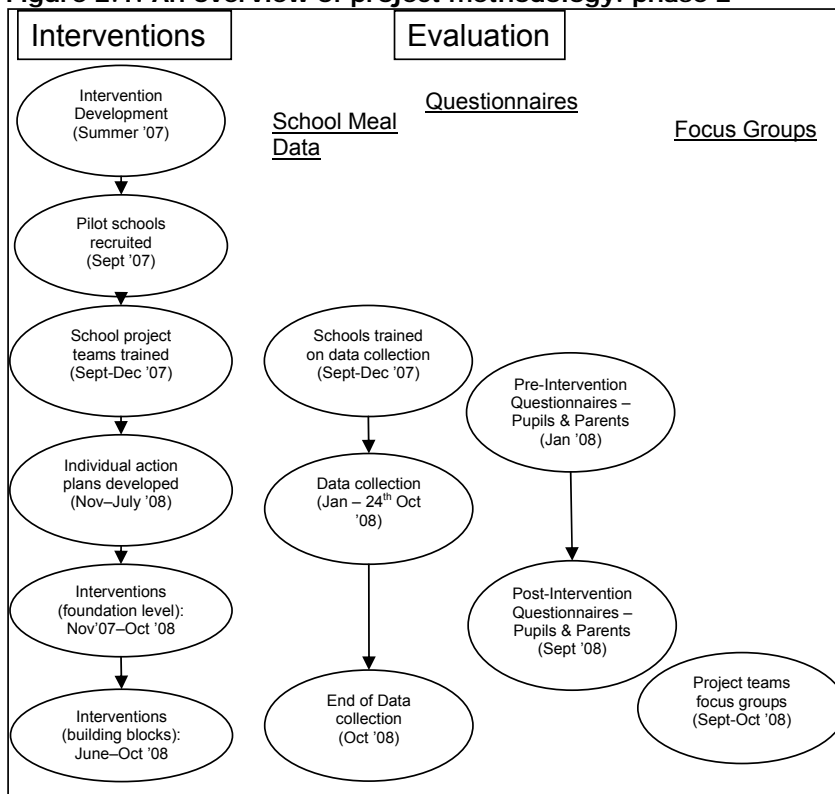 Interventions
Evaluation
Intervention
Development
(Summer '07)
Pilot schools
recruited
(Sept '07)
School project
teams trained
(Sept-Dec '07)
Individual action
plans developed
(Nov–July '08)
Interventions
(foundation level):
Nov'07–Oct '08
Interventions
(building blocks):
June–Oct '08
School Meal
Data
Schools trained
on data collection
(Sept-Dec '07)
Data collection
(Jan – 24th Oct
'08)
End of Data
collection
(Oct '08)
Questionnaires
Pre-Intervention
Questionnaires –
Pupils & Parents
(Jan '08)
Post-Intervention
Questionnaires –
Pupils & Parents
(Sept '08)
Focus Groups
Project teams
focus groups
(Sept-Oct '08)